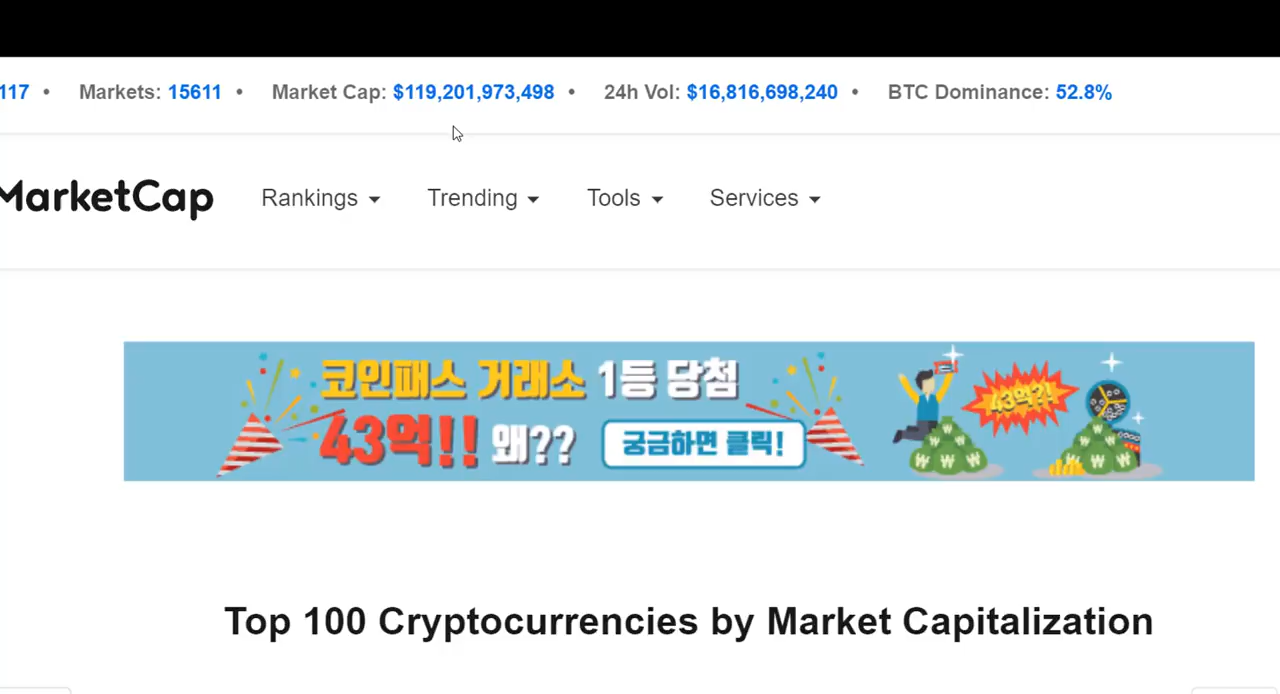 117 • Markets: 15611 • Market Cap: $119,201,973,498 • 24h Vol: $16,816,698,240 • BTC Dominance: 52.8%
MarketCap Rankings Trending Tools Services
코인패스 거래소 1등 당첨
43억!! 왜?? 궁금하면 클릭!
43억?!
₩ ₩ ₩ ₩ ₩ ₩
Top 100 Cryptocurrencies by Market Capitalization